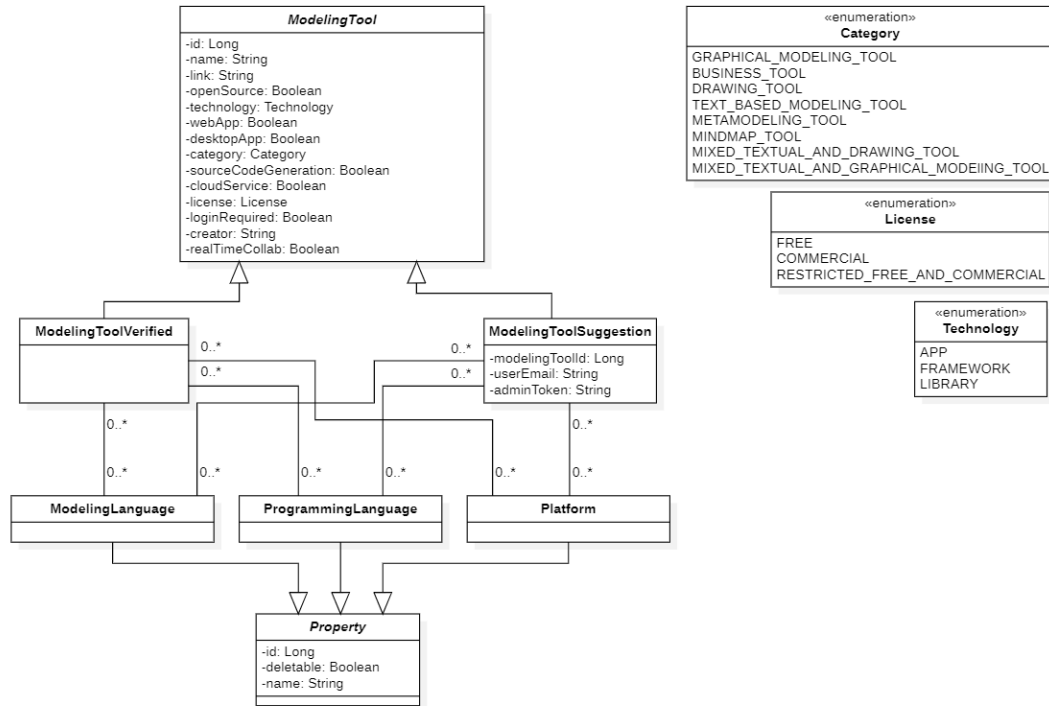 ModelingTool
-id: Long
-name: String
-link: String
-openSource: Boolean
-technology: Technology
-webApp: Boolean
-desktopApp: Boolean
-category: Category
-sourceCodeGeneration: Boolean
-cloudService: Boolean
-license: License
-loginRequired: Boolean
-creator: String
-realTimeCollab: Boolean
«enumeration»
Category
GRAPHICAL_MODELING_TOOL
BUSINESS_TOOL
DRAWING_TOOL
TEXT_BASED_MODELING_TOOL
METAMODELING_TOOL
MINDMAP_TOOL
MIXED_TEXTUAL_AND_DRAWING_TOOL
MIXED_TEXTUAL_AND_GRAPHICAL_MODElING_TOOL
«enumeration»
License
FREE
COMMERCIAL
RESTRICTED_FREE_AND_COMMERCIAL
«enumeration»
Technology
APP
FRAMEWORK
LIBRARY
ModelingToolVerified
ModelingToolSuggestion
-modelingToolId: Long
-userEmail: String
-adminToken: String
0..*
0..*
0..*
0..*
0..*
0..*
0..*
0..*
0..*
0..*
0..*
0..*
ModelingLanguage
ProgrammingLanguage
Platform
Property
-id: Long
-deletable: Boolean
-name: String